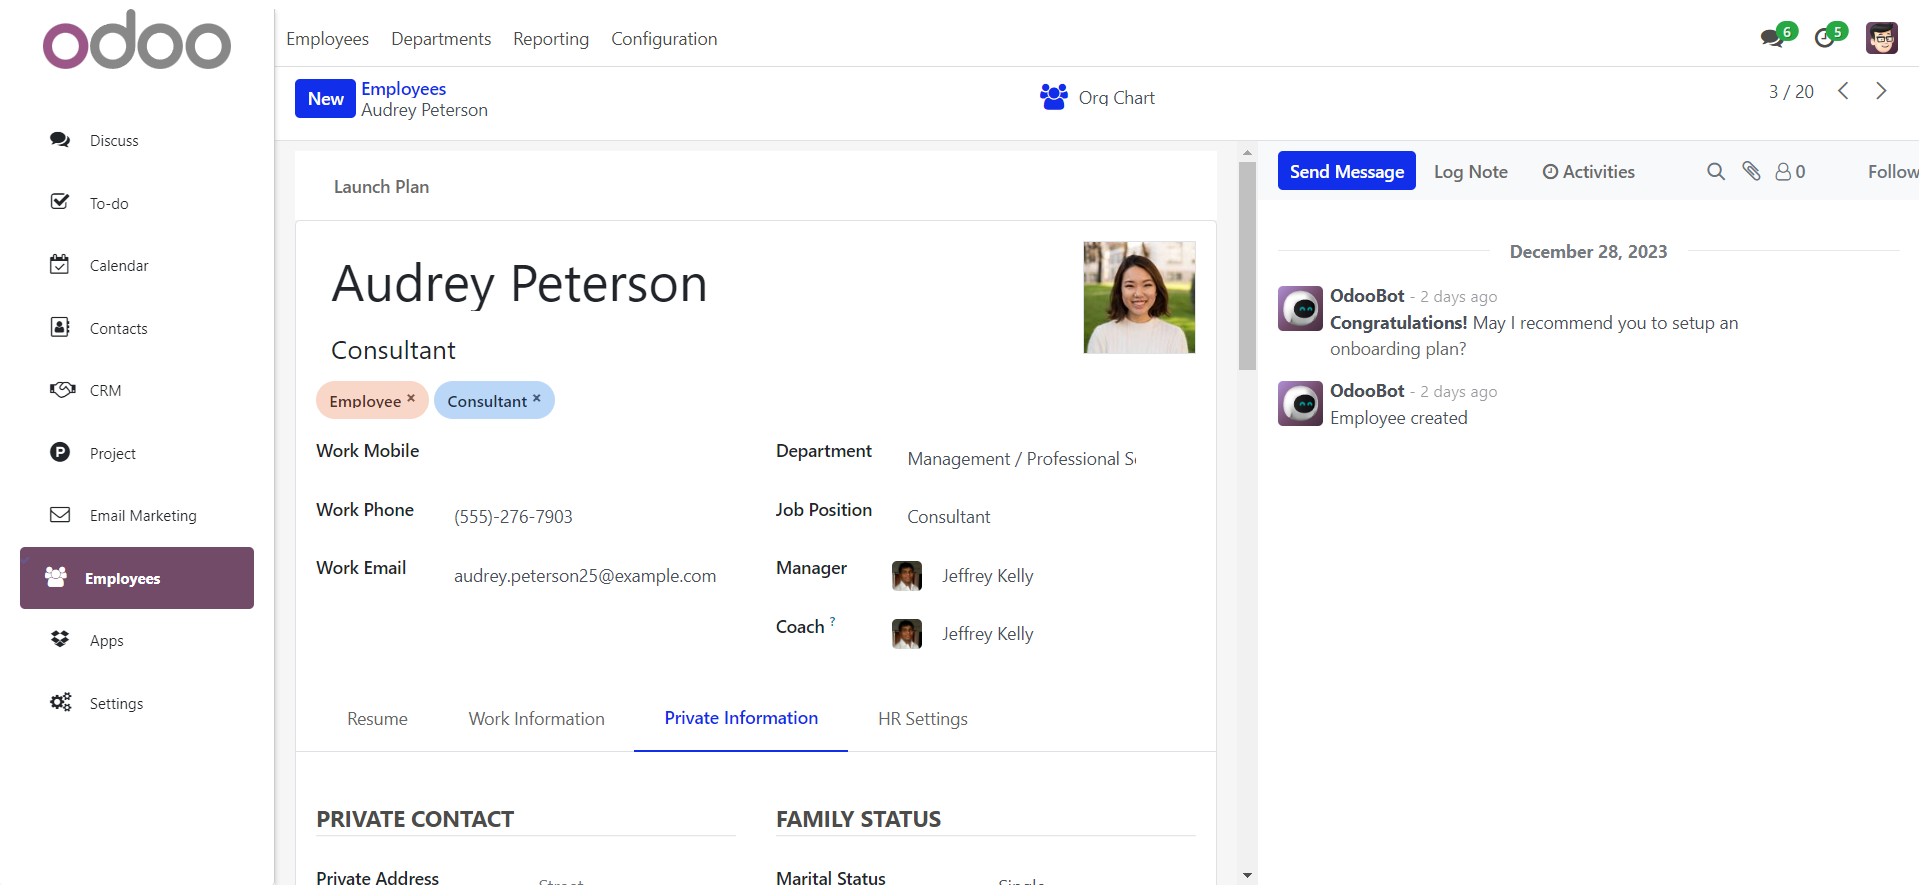 odoo
Employees Departments Reporting Configuration
6 5
New Employees
Audrey Peterson
Org Chart
3 / 20
Discuss
To-do
Calendar
Contacts
CRM
Project
Email Marketing
Employees
Apps
Settings
Launch Plan
Audrey Peterson
Consultant
Employee × Consultant ×
Work Mobile
Work Phone (555)-276-7903
Work Email audrey.peterson25@example.com
Department Management / Professional Se
Job Position Consultant
Manager Jeffrey Kelly
Coach ? Jeffrey Kelly
Resume Work Information Private Information HR Settings
PRIVATE CONTACT
Private Address Street
FAMILY STATUS
Marital Status Single
Send Message Log Note Activities 0 Follow
December 28, 2023
OdooBot - 2 days ago
Congratulations! May I recommend you to setup an
onboarding plan?
OdooBot - 2 days ago
Employee created